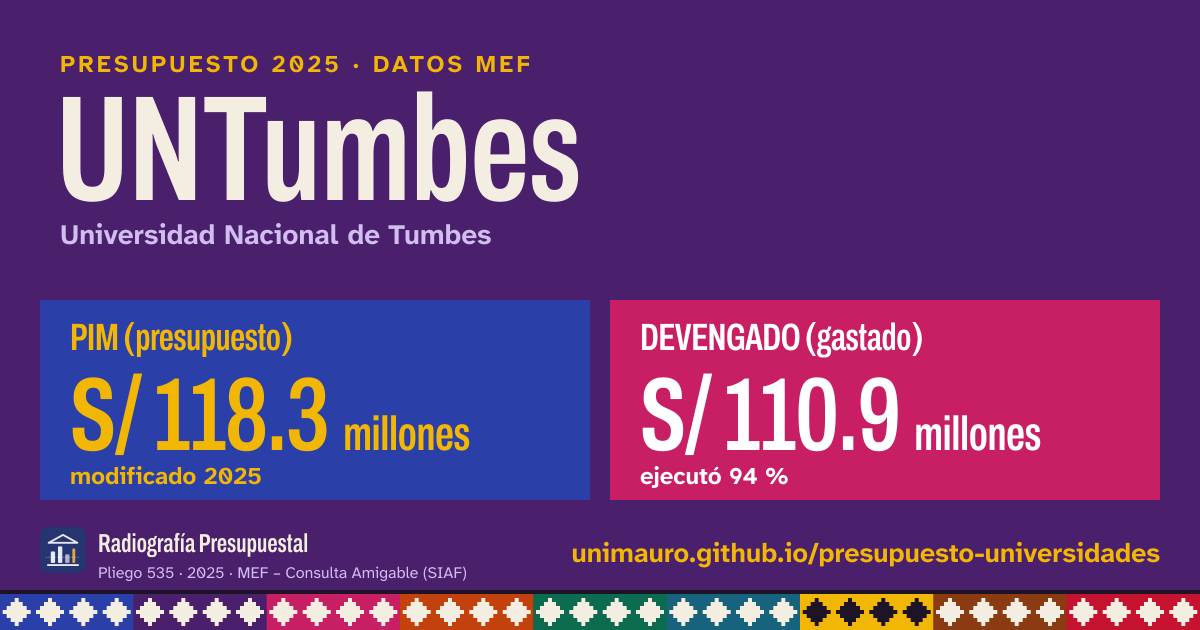 PRESUPUESTO 2025 · DATOS MEF
UNTumbes
Universidad Nacional de Tumbes
PIM (presupuesto)
S/ 118.3 millones
modificado 2025
DEVENGADO (gastado)
S/ 110.9 millones
ejecutó 94 %
Radiografía Presupuestal
Pliego 535 · 2025 · MEF – Consulta Amigable (SIAF)
unimauro.github.io/presupuesto-universidades